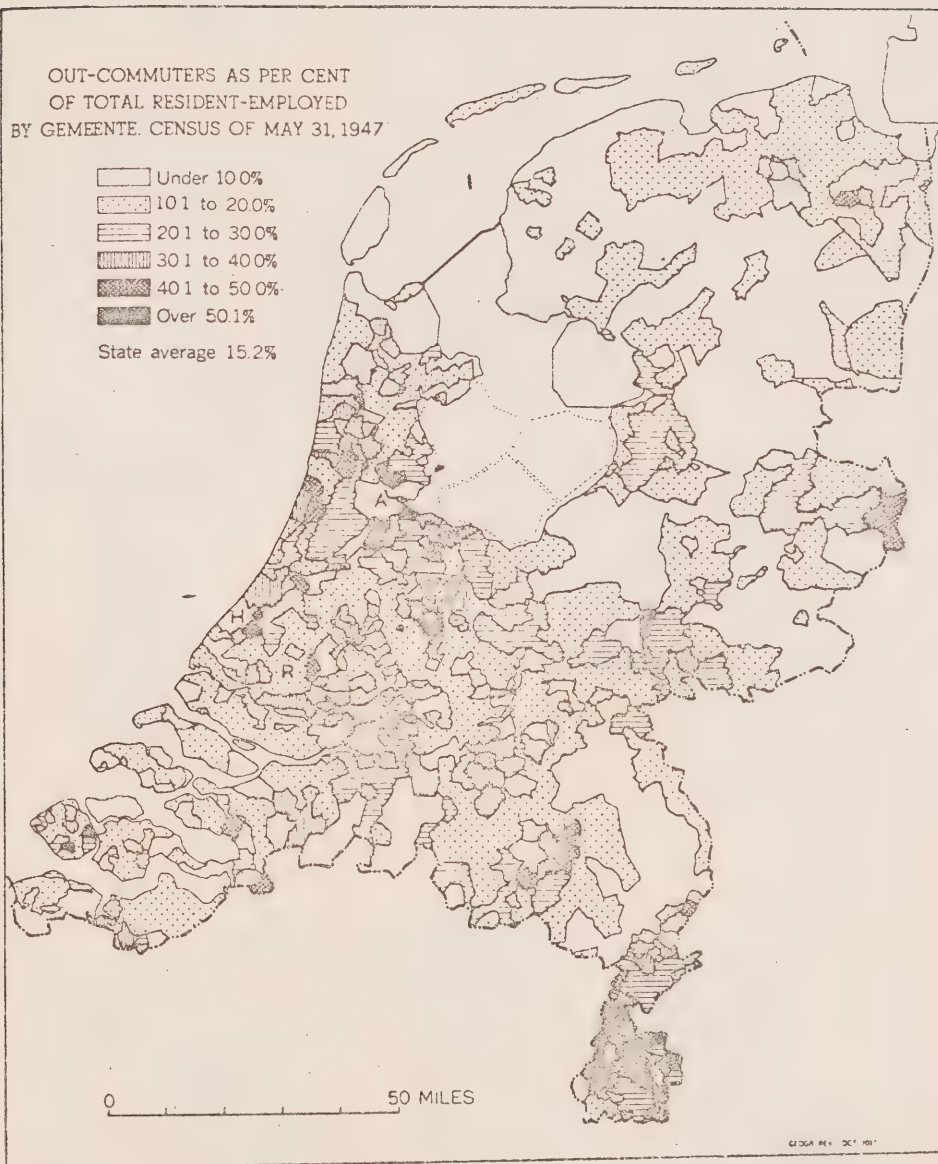 OUT-COMMUTERS AS PER CENT
OF TOTAL RESIDENT-EMPLOYED
BY GEMEENTE. CENSUS OF MAY 31, 1947
Under 10.0%
10.1 to 20.0%
20.1 to 30.0%
30.1 to 40.0%
40.1 to 50.0%
Over 50.1%
State average 15.2%
A
H
R
0 50 MILES